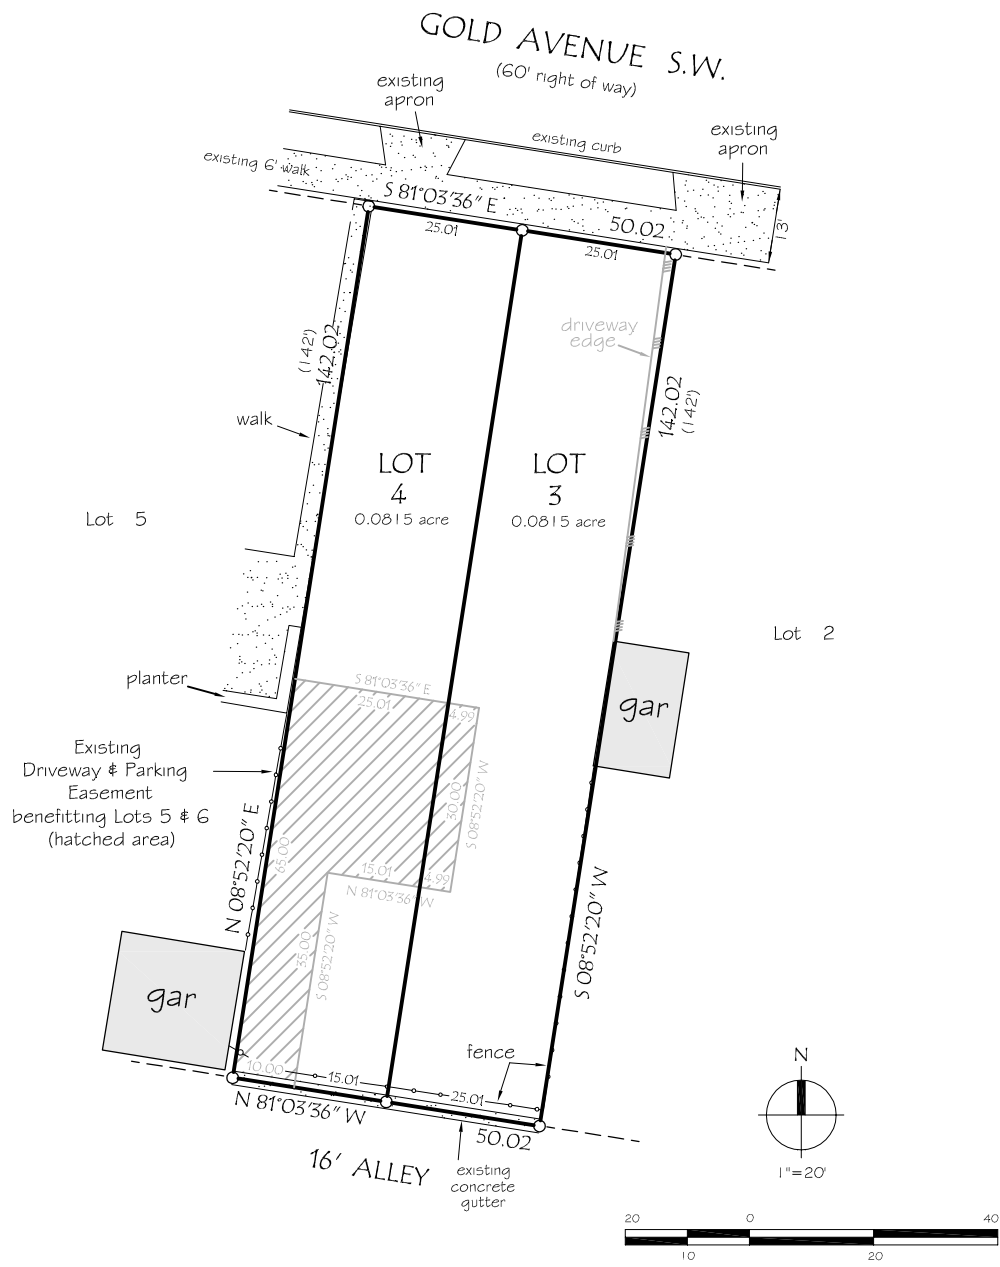 GOLD AVENUE S.W.
(60' right of way)
existing
apron
existing
apron
existing curb
existing 6' walk
S 81°03'36" E
50.02
25.01
25.01
13'
driveway
edge
(142')
142.02
142.02
(142')
walk
LOT
4
0.0815 acre
LOT
3
0.0815 acre
Lot 5
Lot 2
planter
S 81°03'36" E
25.01
4.99
gar
Existing
Driveway & Parking
Easement
benefitting Lots 5 & 6
(hatched area)
30.00
S 08°52'20" W
65.00
N 08°52'20" E
15.01
4.99
N 81°03'36" W
35.00
S 08°52'20" W
S 08°52'20" W
gar
fence
10.00
15.01
25.01
N 81°03'36" W
50.02
16' ALLEY
existing
concrete
gutter
N
1"=20'
20 0 40
10 20